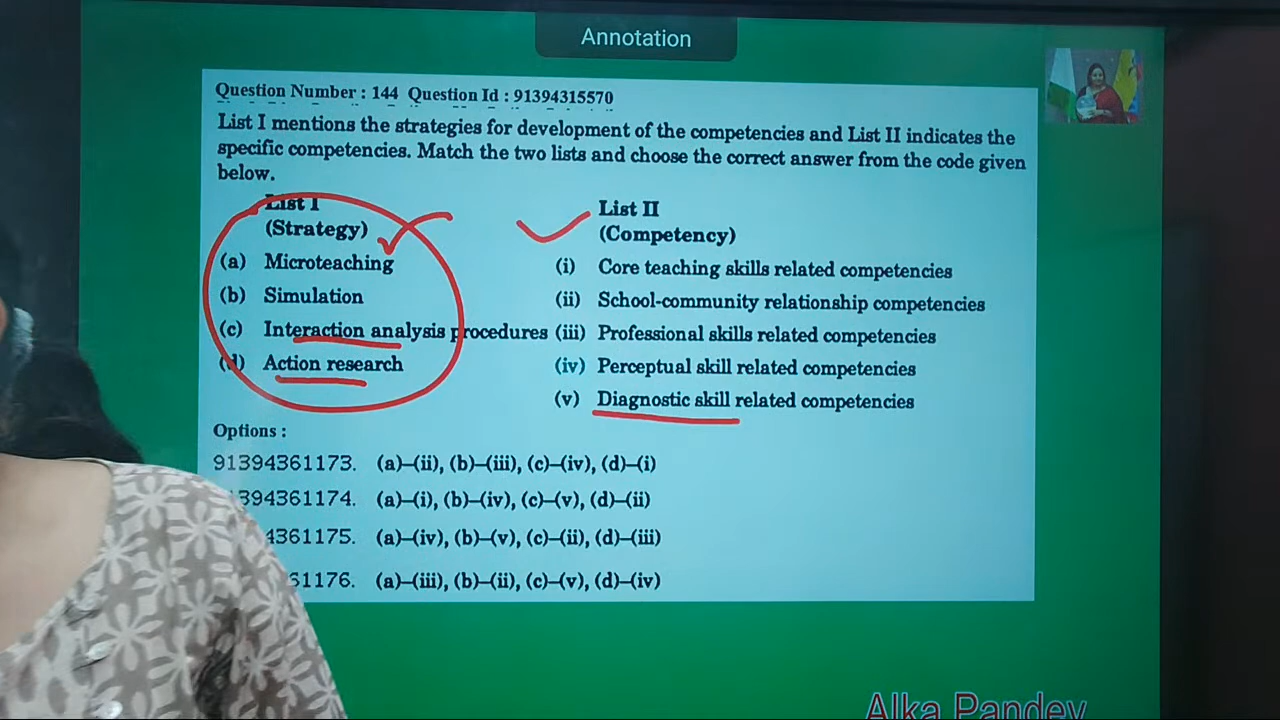 Annotation
Question Number : 144 Question Id : 91394315570
List I mentions the strategies for development of the competencies and List II indicates the
specific competencies. Match the two lists and choose the correct answer from the code given
below.
List I
(Strategy)
(a) Microteaching
(b) Simulation
(c) Interaction analysis procedures
(d) Action research
List II
(Competency)
(i) Core teaching skills related competencies
(ii) School-community relationship competencies
(iii) Professional skills related competencies
(iv) Perceptual skill related competencies
(v) Diagnostic skill related competencies
Options :
91394361173. (a)–(ii), (b)–(iii), (c)–(iv), (d)–(i)
394361174. (a)–(i), (b)–(iv), (c)–(v), (d)–(ii)
4361175. (a)–(iv), (b)–(v), (c)–(ii), (d)–(iii)
61176. (a)–(iii), (b)–(ii), (c)–(v), (d)–(iv)
Alka Pandey